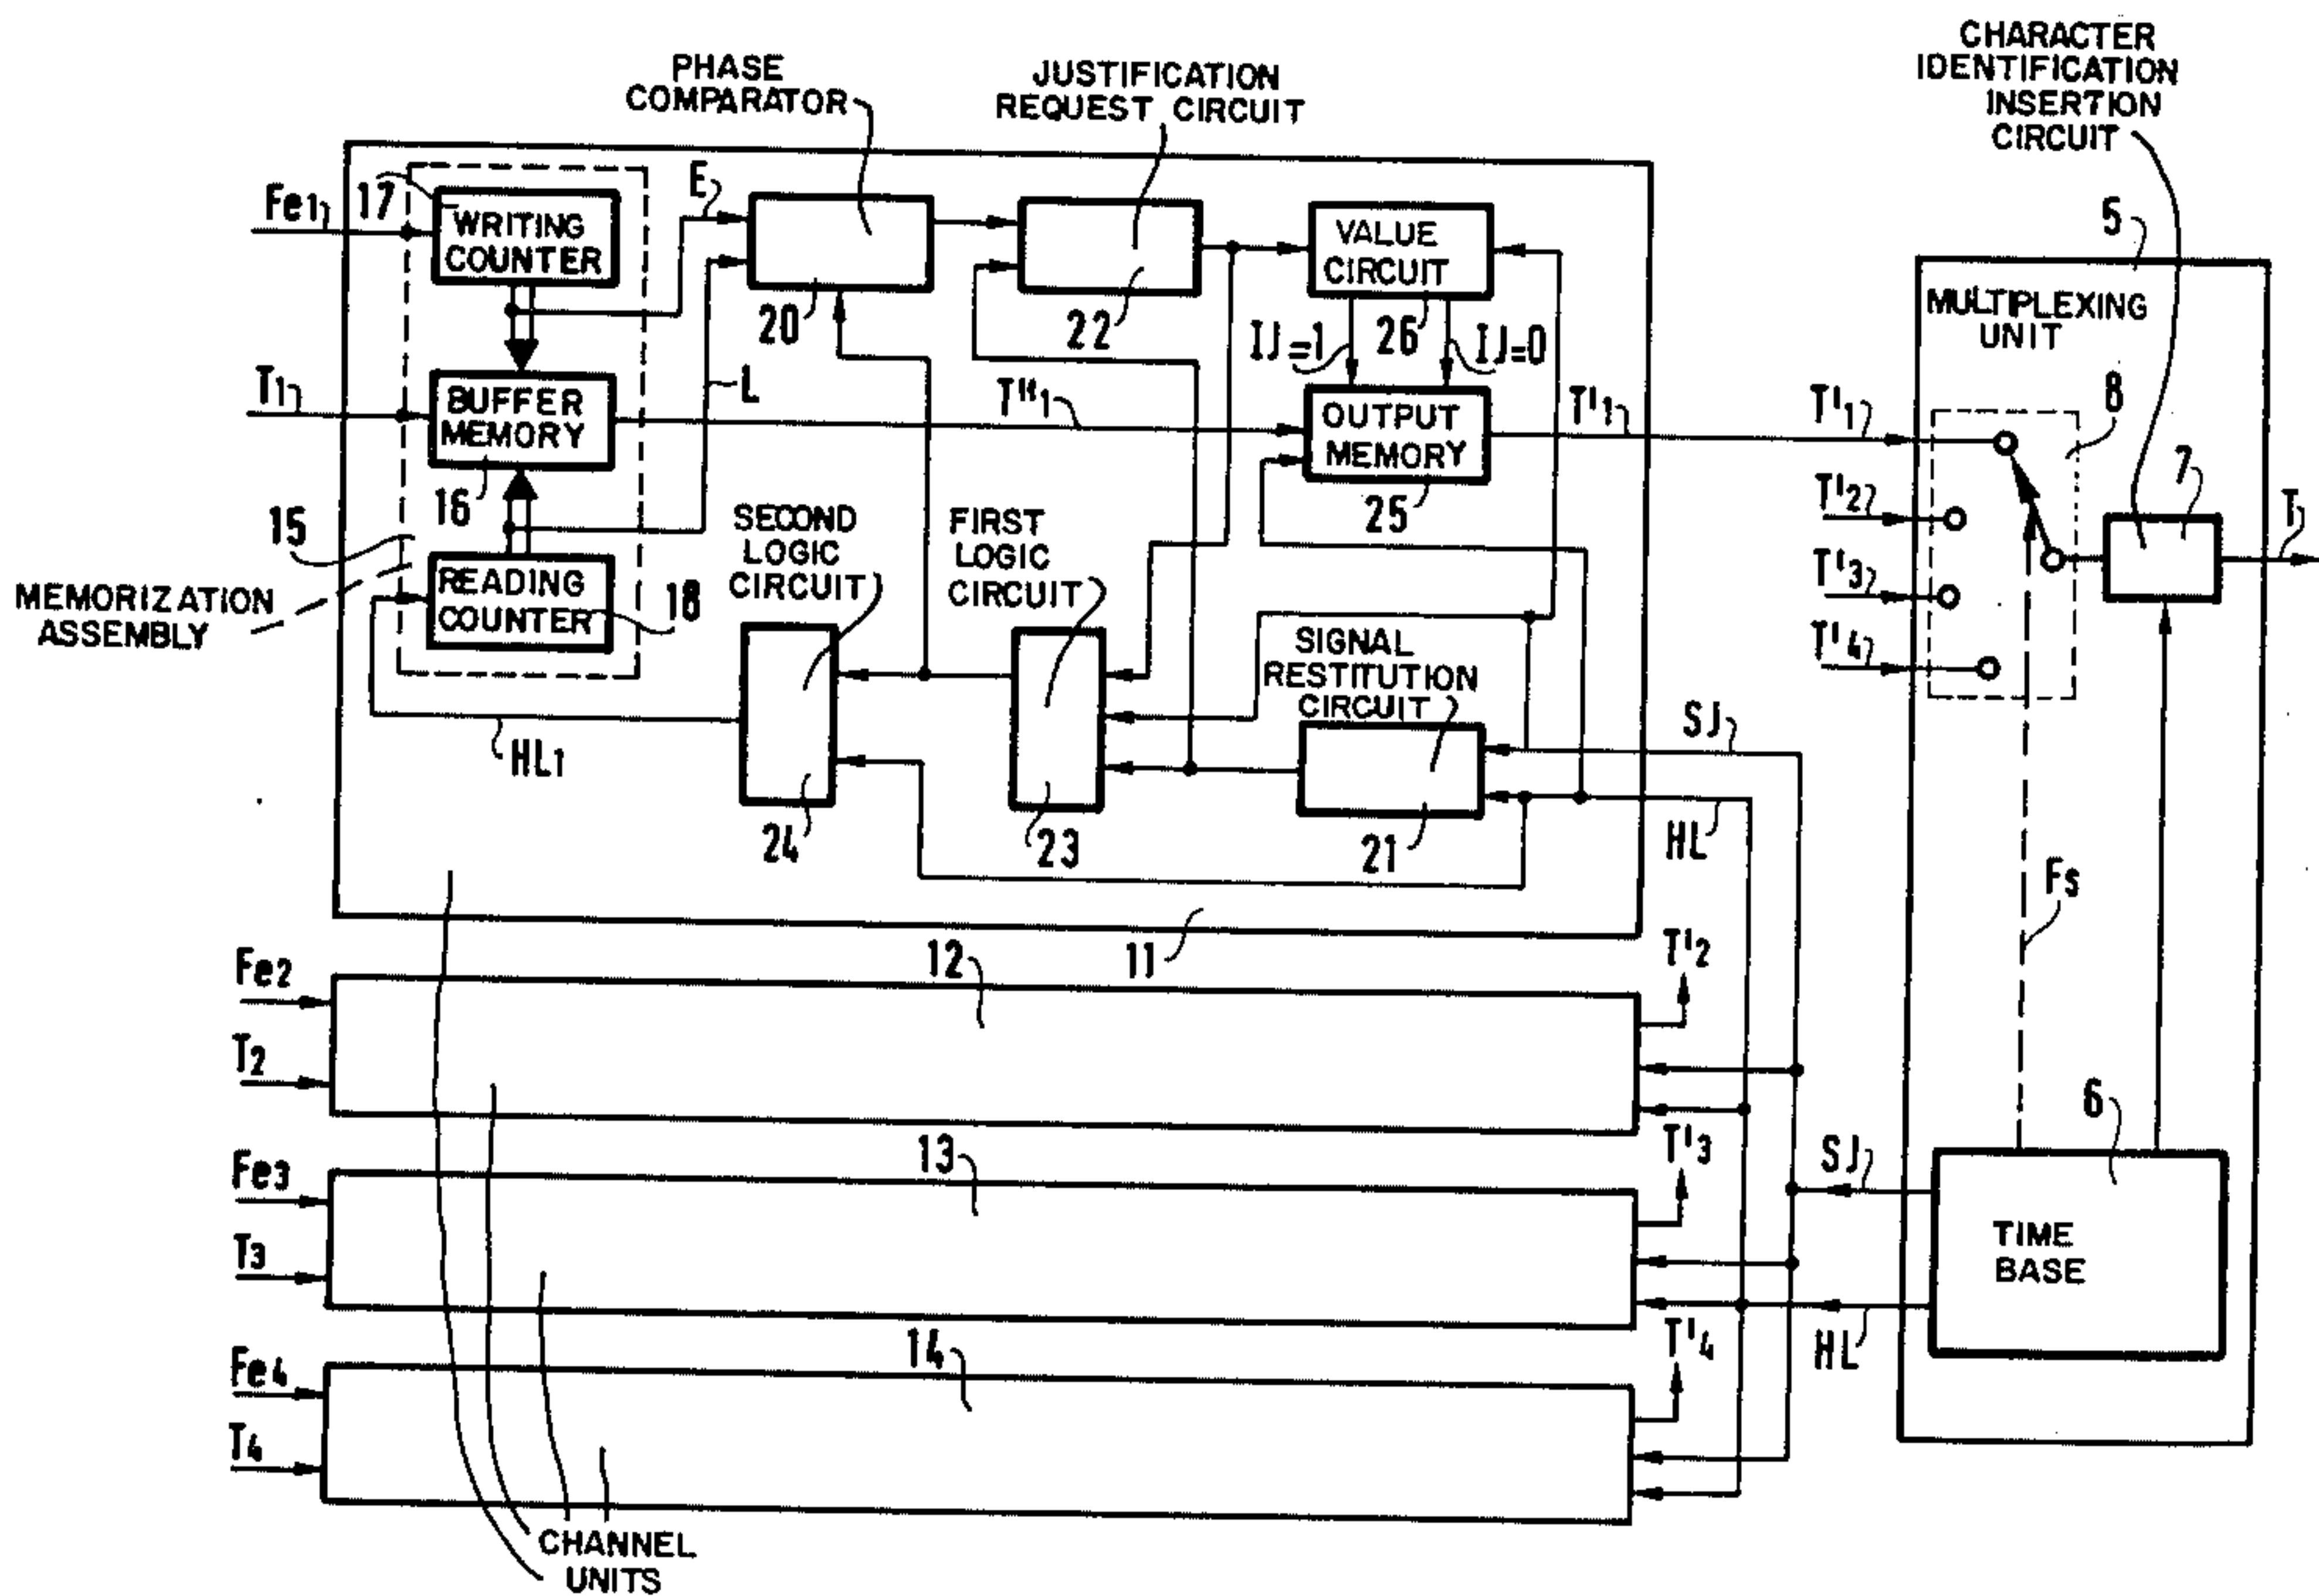 CHARACTER
IDENTIFICATION
INSERTION
CIRCUIT
PHASE
COMPARATOR
JUSTIFICATION
REQUEST CIRCUIT
5
MULTIPLEXING
UNIT
Fe1
17
WRITING
COUNTER
E
20
22
VALUE
CIRCUIT
26
IJ=1
IJ=0
T1
BUFFER
MEMORY
16
L
T"1
OUTPUT
MEMORY
25
T'1
T'1
8
7
T
T'2
T'3
T'4
15
MEMORIZATION
ASSEMBLY
READING
COUNTER
18
SECOND
LOGIC
CIRCUIT
FIRST
LOGIC
CIRCUIT
SIGNAL
RESTITUTION
CIRCUIT
SJ
HL1
24
23
21
HL
Fs
11
Fe2
T2
12
T'2
6
Fe3
T3
13
T'3
SJ
TIME
BASE
HL
Fe4
T4
14
T'4
CHANNEL
UNITS